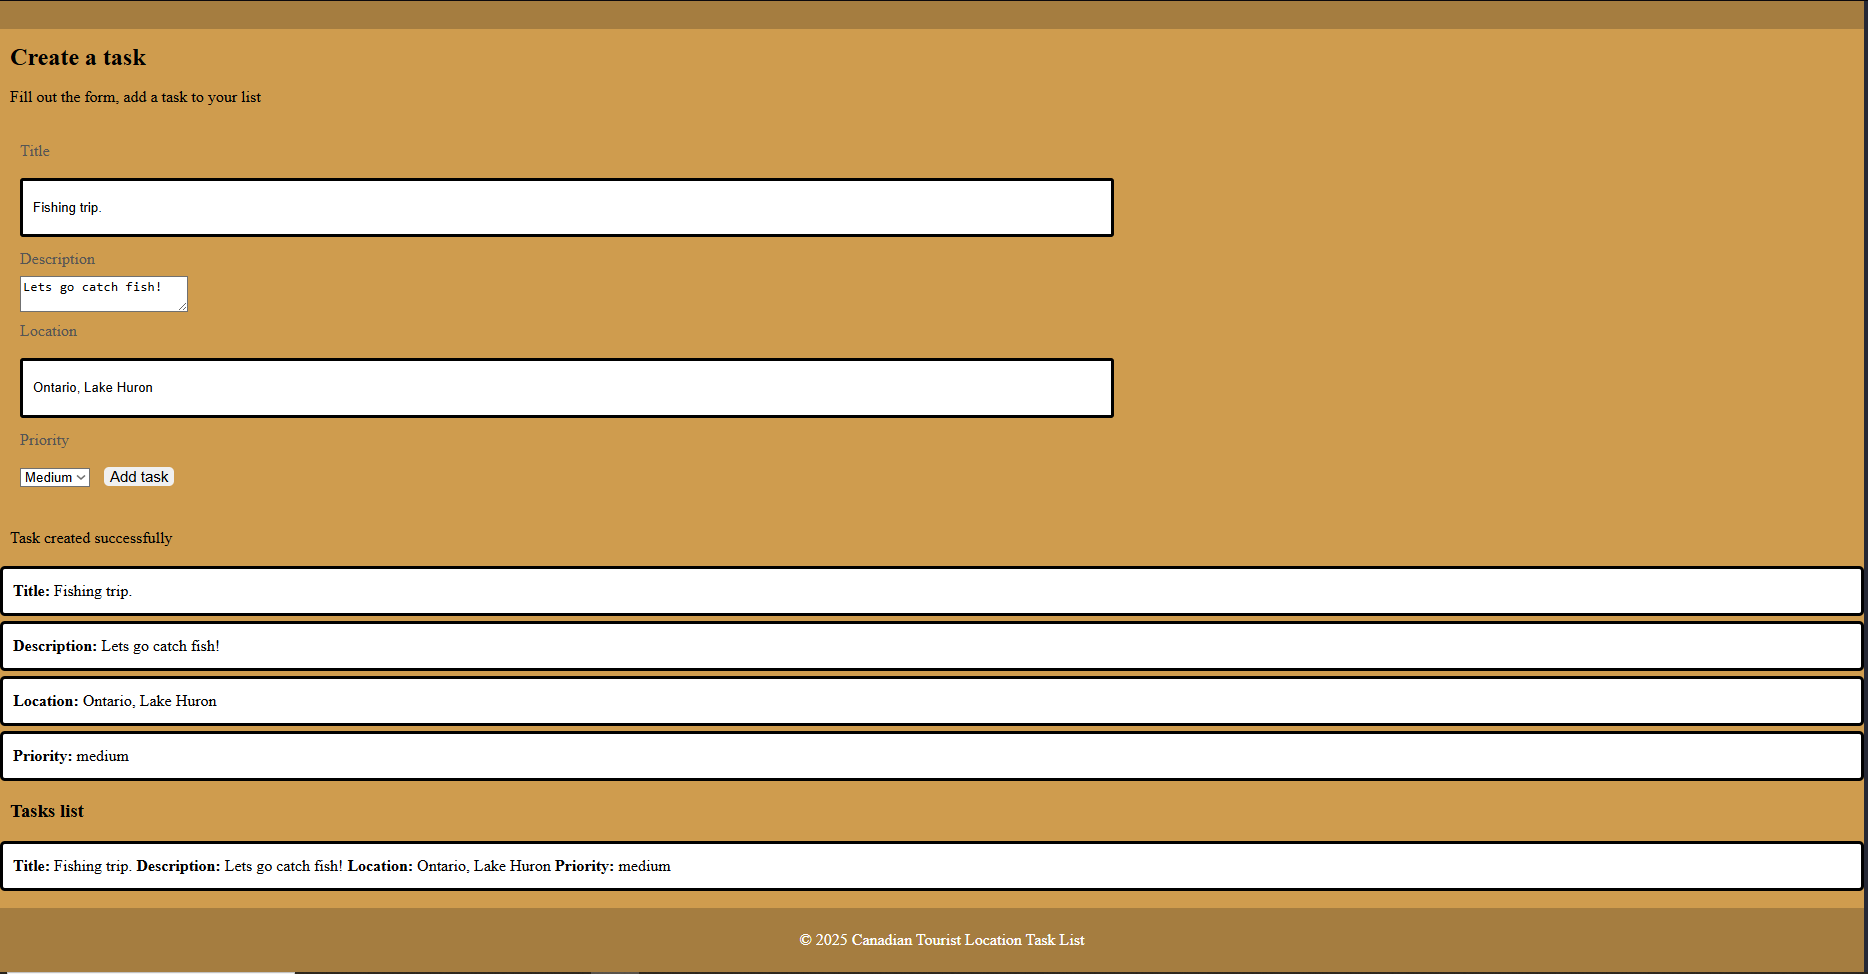 Create a task
Fill out the form, add a task to your list
Title
Fishing trip.
Description
Lets go catch fish!
Location
Ontario, Lake Huron
Priority
Medium Add task
Task created successfully
Title: Fishing trip.
Description: Lets go catch fish!
Location: Ontario, Lake Huron
Priority: medium
Tasks list
Title: Fishing trip. Description: Lets go catch fish! Location: Ontario, Lake Huron Priority: medium
© 2025 Canadian Tourist Location Task List